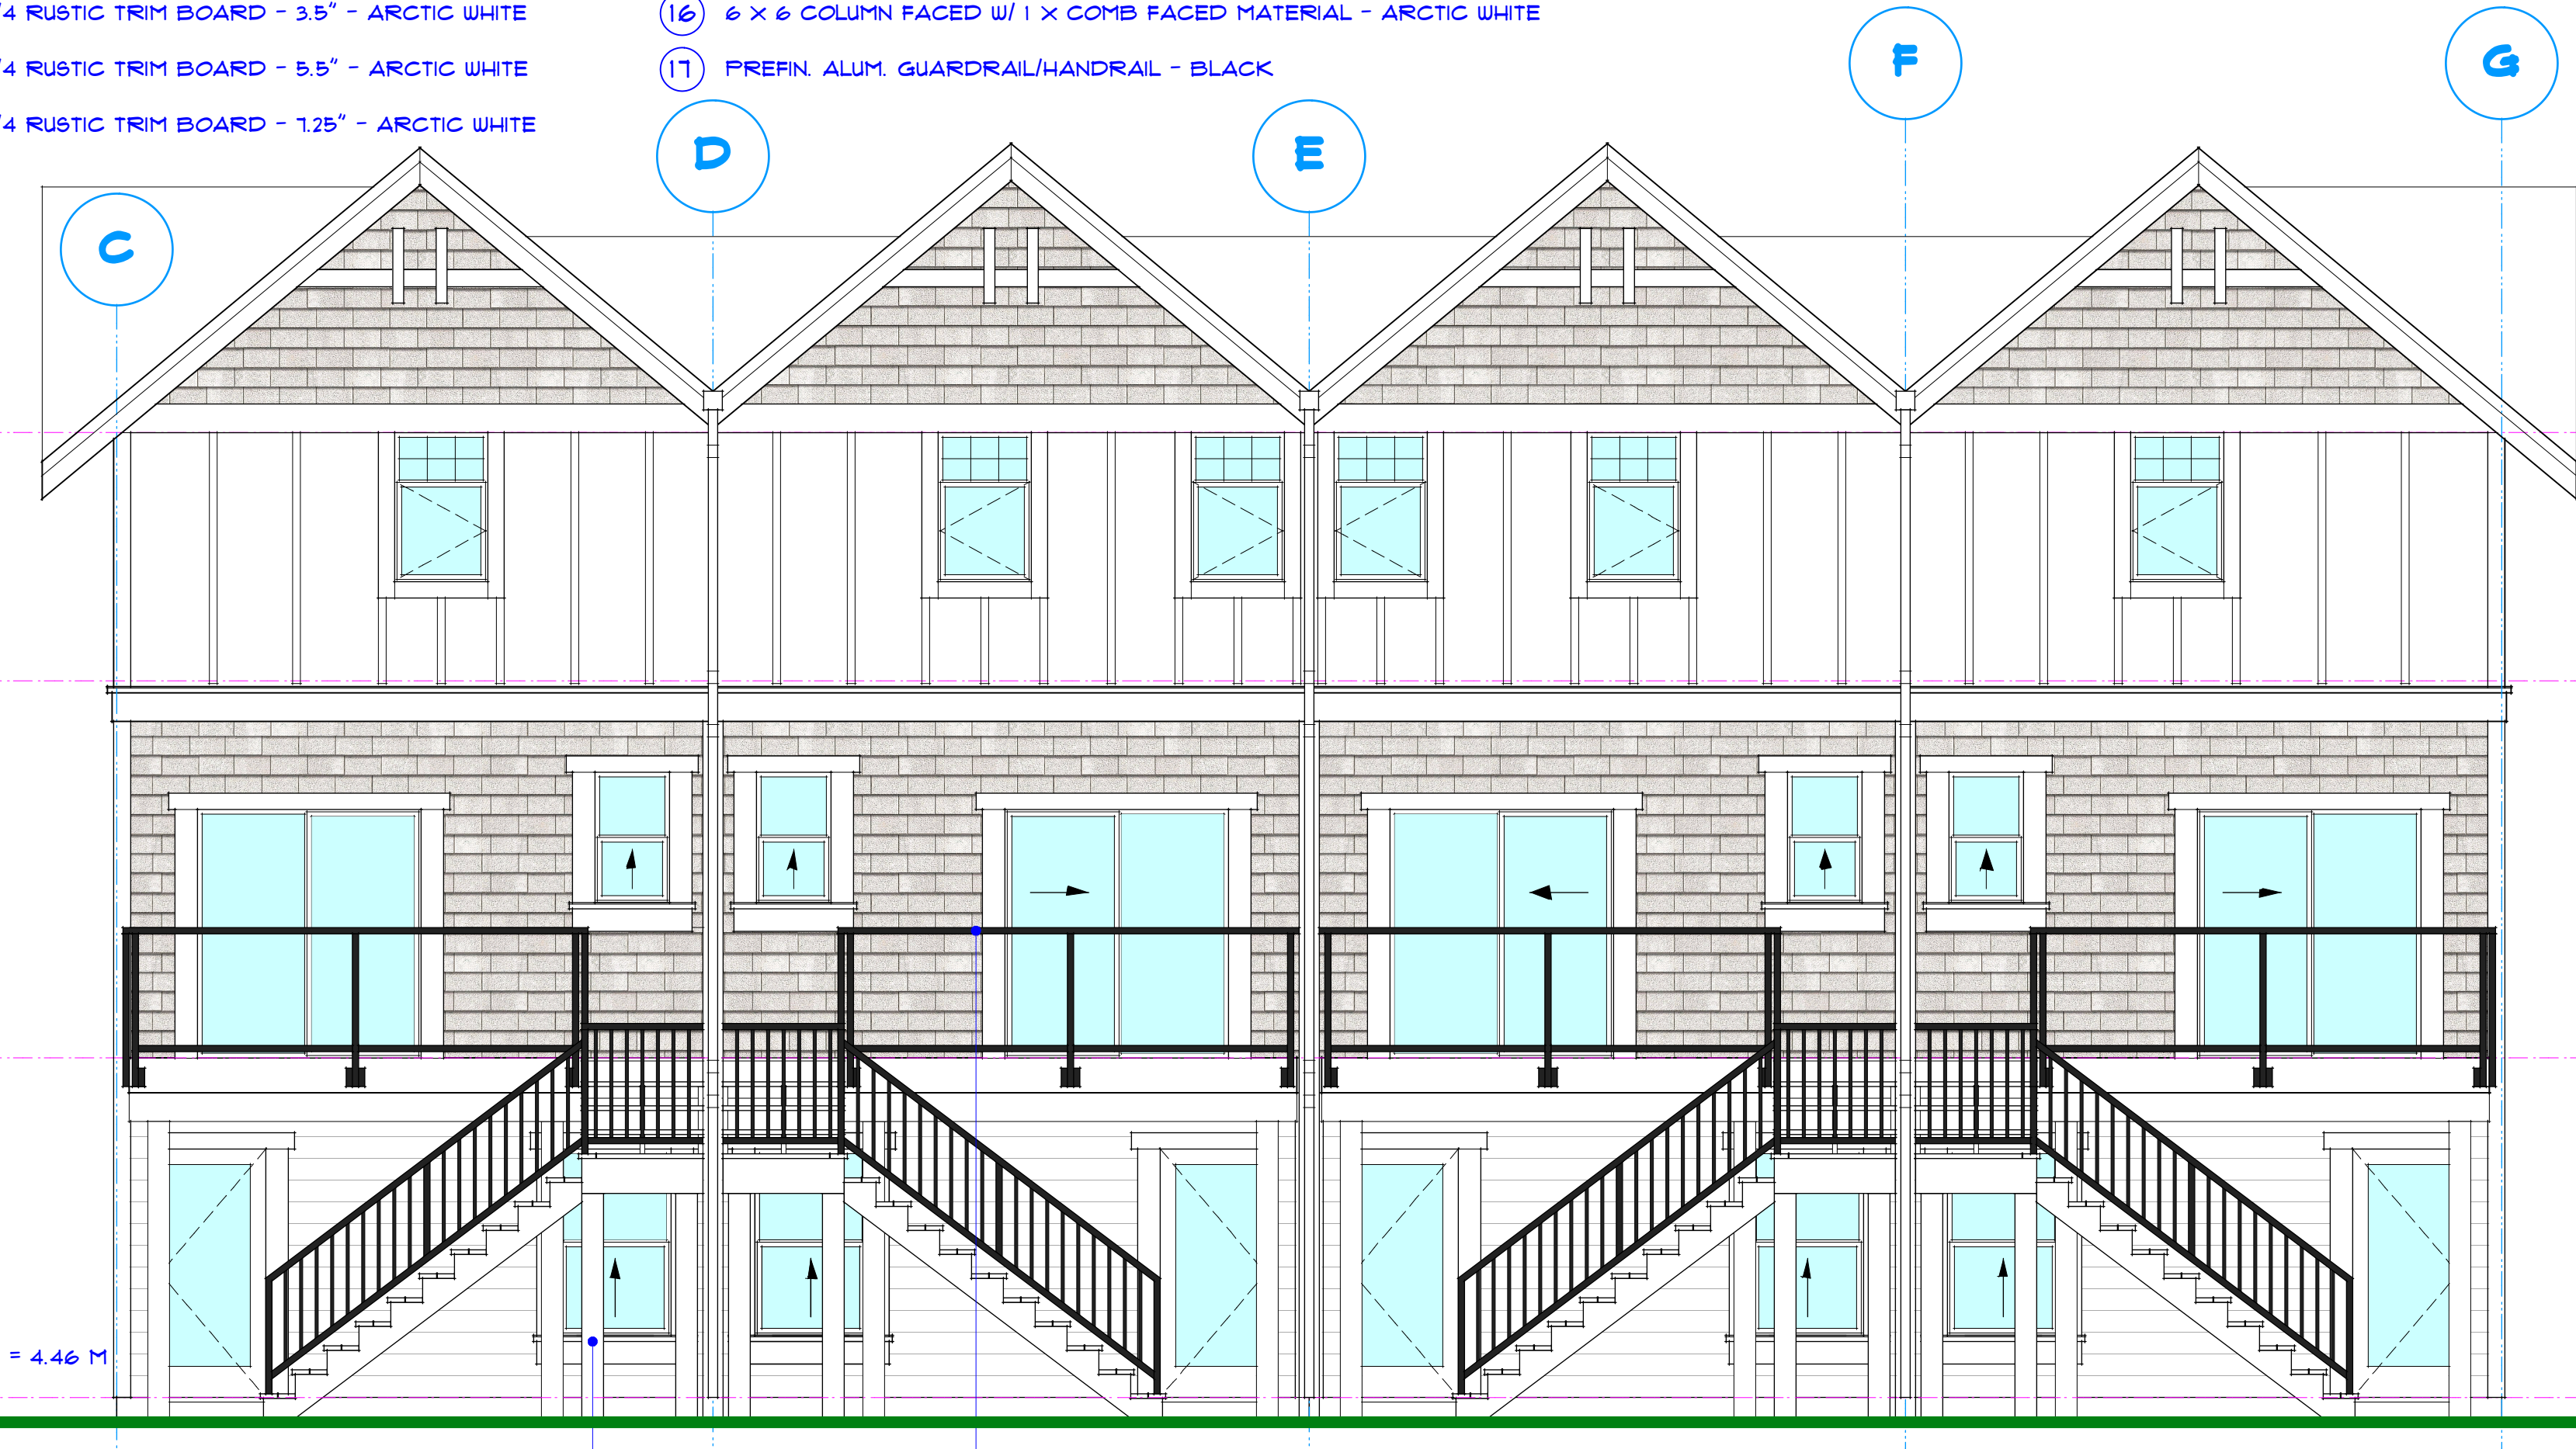 /4 RUSTIC TRIM BOARD - 3.5" - ARCTIC WHITE
/4 RUSTIC TRIM BOARD - 5.5" - ARCTIC WHITE
/4 RUSTIC TRIM BOARD - 7.25" - ARCTIC WHITE
16 6 X 6 COLUMN FACED W/ 1 X COMB FACED MATERIAL - ARCTIC WHITE
17 PREFIN. ALUM. GUARDRAIL/HANDRAIL - BLACK
C
D
E
F
G
= 4.46 M